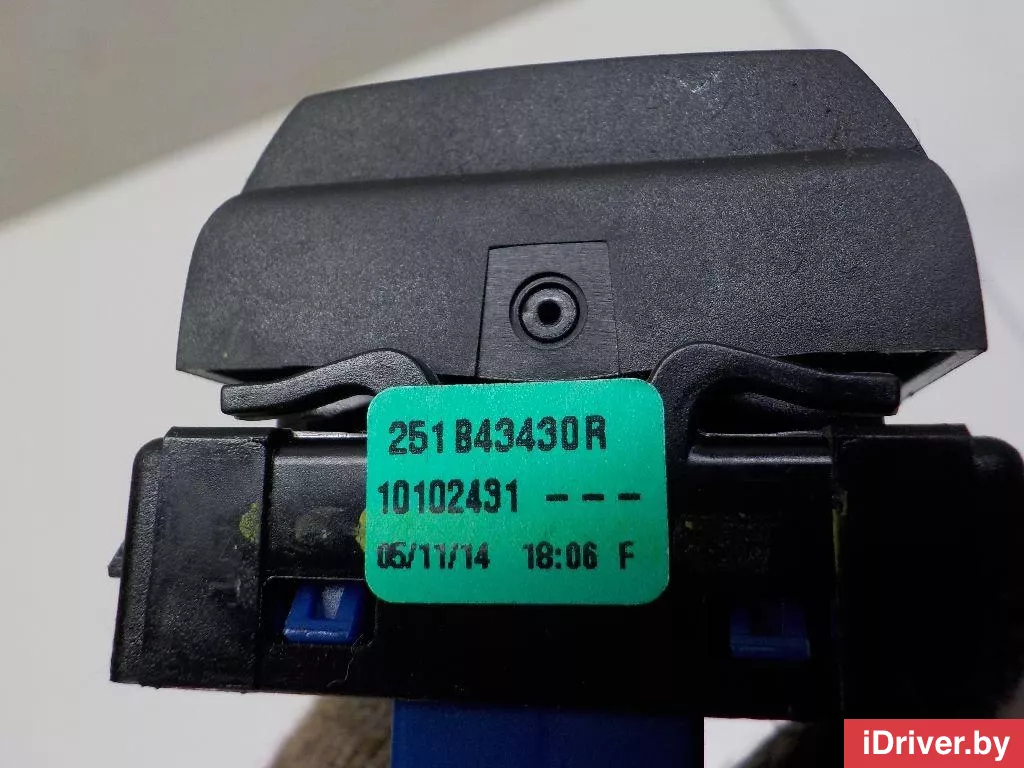 251B43430R
10102431 ---
05/11/14 18:06 F
iDriver.by